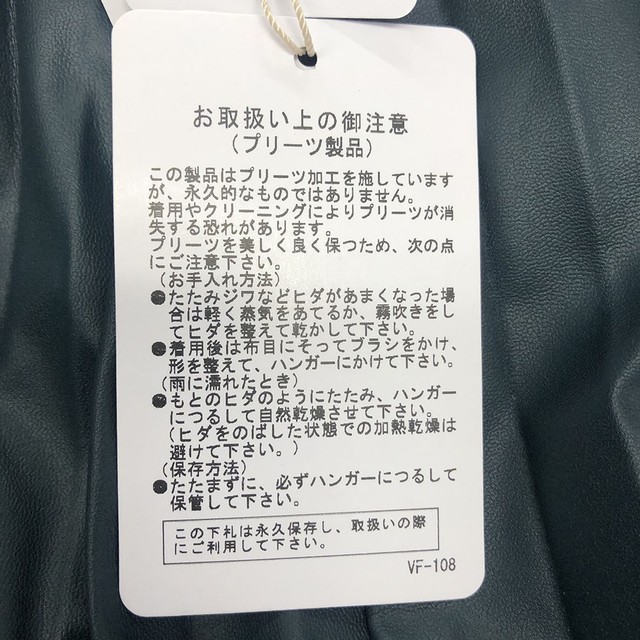 お取扱い上の御注意
(プリーツ製品)
この製品はプリーツ加工を施しています
が、永久的なものではありません。
着用やクリーニングによりプリーツが消
失する恐れがあります。
プリーツを美しく良く保つため、次の点
にご注意下さい。
(お手入れ方法)
●たたみジワなどヒダがあまくなった場
合は軽く蒸気をあてるか、霧吹きをし
てヒダを整えて乾かして下さい。
●着用後は布目にそってブラシをかけ、
形を整えて、ハンガーにかけて下さい。
(雨に濡れたとき)
●もとのヒダのようにたたみ、ハンガー
につるして自然乾燥させて下さい。
(ヒダをのばした状態での加熱乾燥は
避けて下さい。)
(保存方法)
●たたまずに、必ずハンガーにつるして
保管して下さい。
この下札は永久保存し、取扱いの際
にご利用して下さい。
VF-108